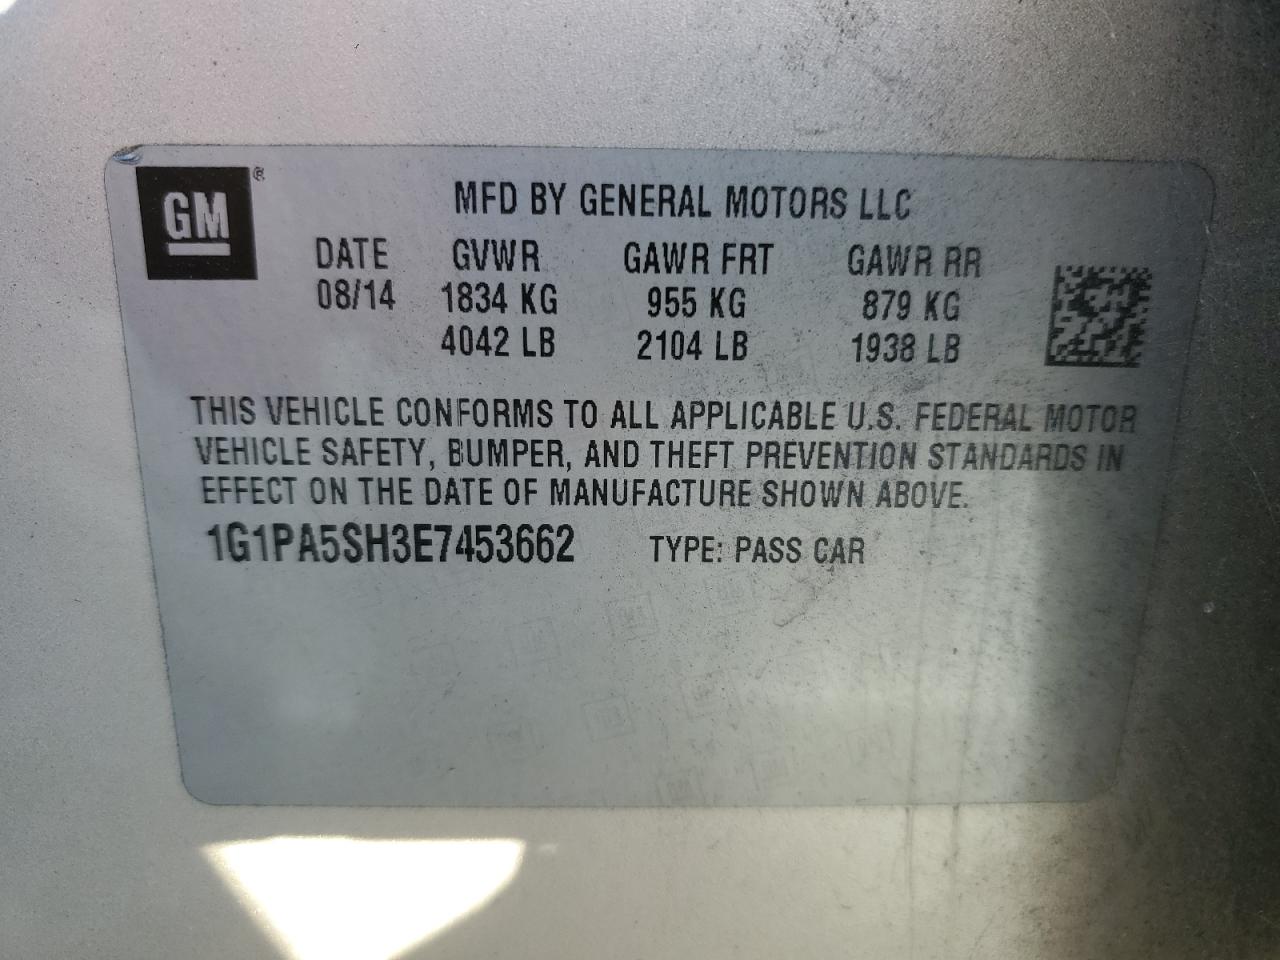 GM ®
MFD BY GENERAL MOTORS LLC
DATE GVWR GAWR FRT GAWR RR
08/14 1834 KG 955 KG 879 KG
4042 LB 2104 LB 1938 LB
THIS VEHICLE CONFORMS TO ALL APPLICABLE U.S. FEDERAL MOTOR
VEHICLE SAFETY, BUMPER, AND THEFT PREVENTION STANDARDS IN
EFFECT ON THE DATE OF MANUFACTURE SHOWN ABOVE.
1G1PA5SH3E7453662 TYPE: PASS CAR